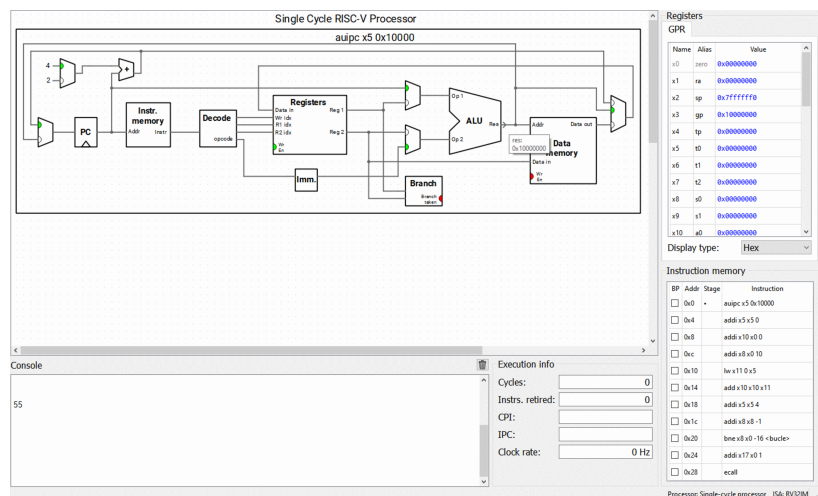 Single Cycle RISC-V Processor
auipc x5 0x10000
4
2
+
PC
Instr.
memory
Addr Instr
Decode
opcode
Registers
Data in Reg 1
Wr idx
R1 idx
R2 idx Reg 2
Wr
En
Imm.
Op 1
ALU Res
Op 2
res:
0x10000000
Branch
Branch
taken
Addr Data out
Data
memory
Data in
Wr
En
Registers
GPR
Name Alias Value
x0 zero 0x00000000
x1 ra 0x00000000
x2 sp 0x7ffffff0
x3 gp 0x10000000
x4 tp 0x00000000
x5 t0 0x00000000
x6 t1 0x00000000
x7 t2 0x00000000
x8 s0 0x00000000
x9 s1 0x00000000
x10 a0 0x00000000
Display type: Hex
Instruction memory
BP Addr Stage Instruction
0x0 • auipc x5 0x10000
0x4 addi x5 x5 0
0x8 addi x10 x0 0
0xc addi x8 x0 10
0x10 lw x11 0 x5
0x14 add x10 x10 x11
0x18 addi x5 x5 4
0x1c addi x8 x8 -1
0x20 bne x8 x0 -16 <bucle>
0x24 addi x17 x0 1
0x28 ecall
Console
55
Execution info
Cycles: 0
Instrs. retired: 0
CPI:
IPC:
Clock rate: 0 Hz
Processor: Single-cycle processor ISA: RV32IM